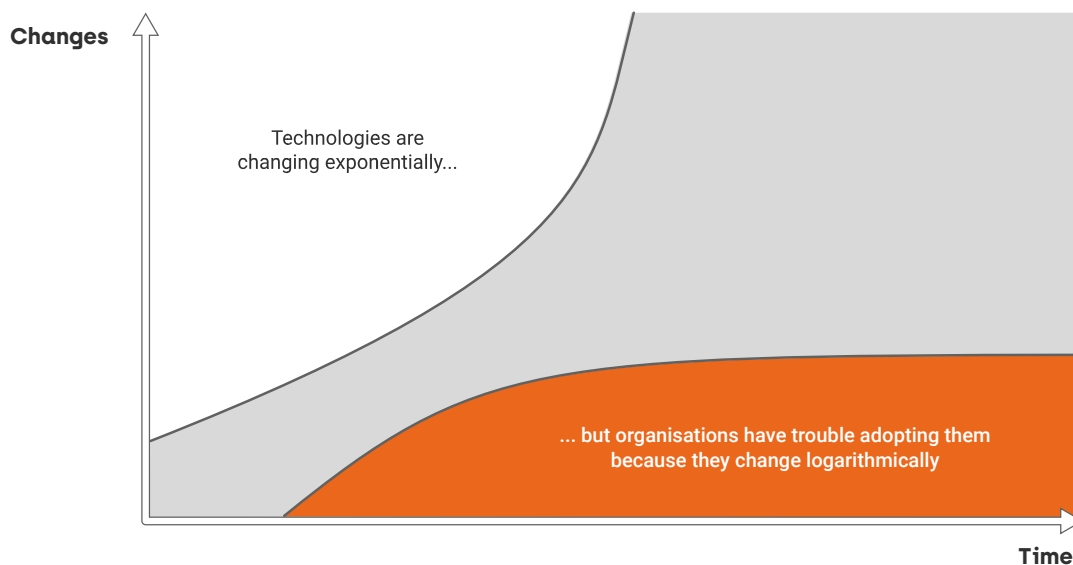 Changes
Technologies are
changing exponentially...
... but organisations have trouble adopting them
because they change logarithmically
Time